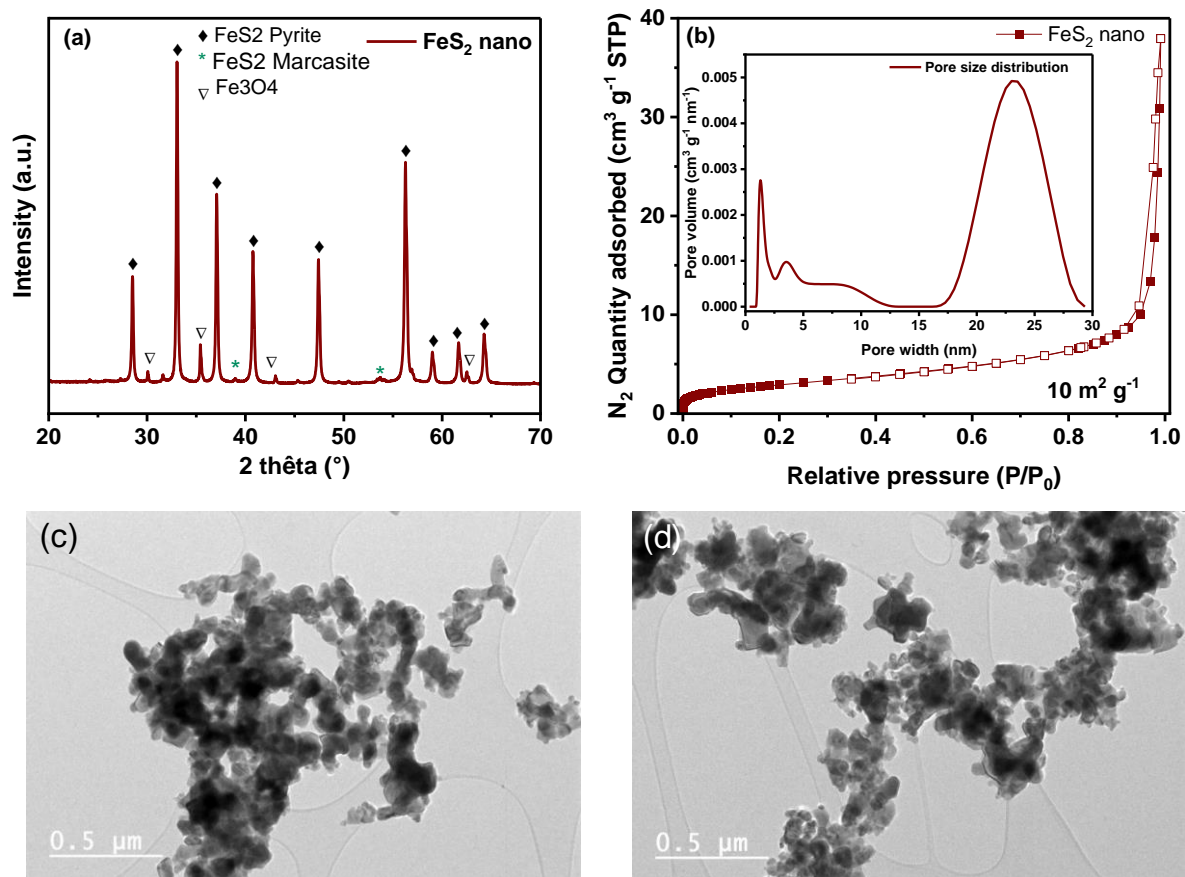 (a)
◆ FeS2 Pyrite
* FeS2 Marcasite
▽ Fe3O4
FeS₂ nano
Intensity (a.u.)
20 30 40 50 60 70
2 thêta (°)
(b)
FeS₂ nano
Pore size distribution
Pore volume (cm³ g⁻¹ nm⁻¹)
0.005
0.004
0.003
0.002
0.001
0.000
0 5 10 15 20 25 30
Pore width (nm)
N₂ Quantity adsorbed (cm³ g⁻¹ STP)
40
30
20
10
0
10 m² g⁻¹
0.0 0.2 0.4 0.6 0.8 1.0
Relative pressure (P/P₀)
(c)
0.5 µm
(d)
0.5 µm